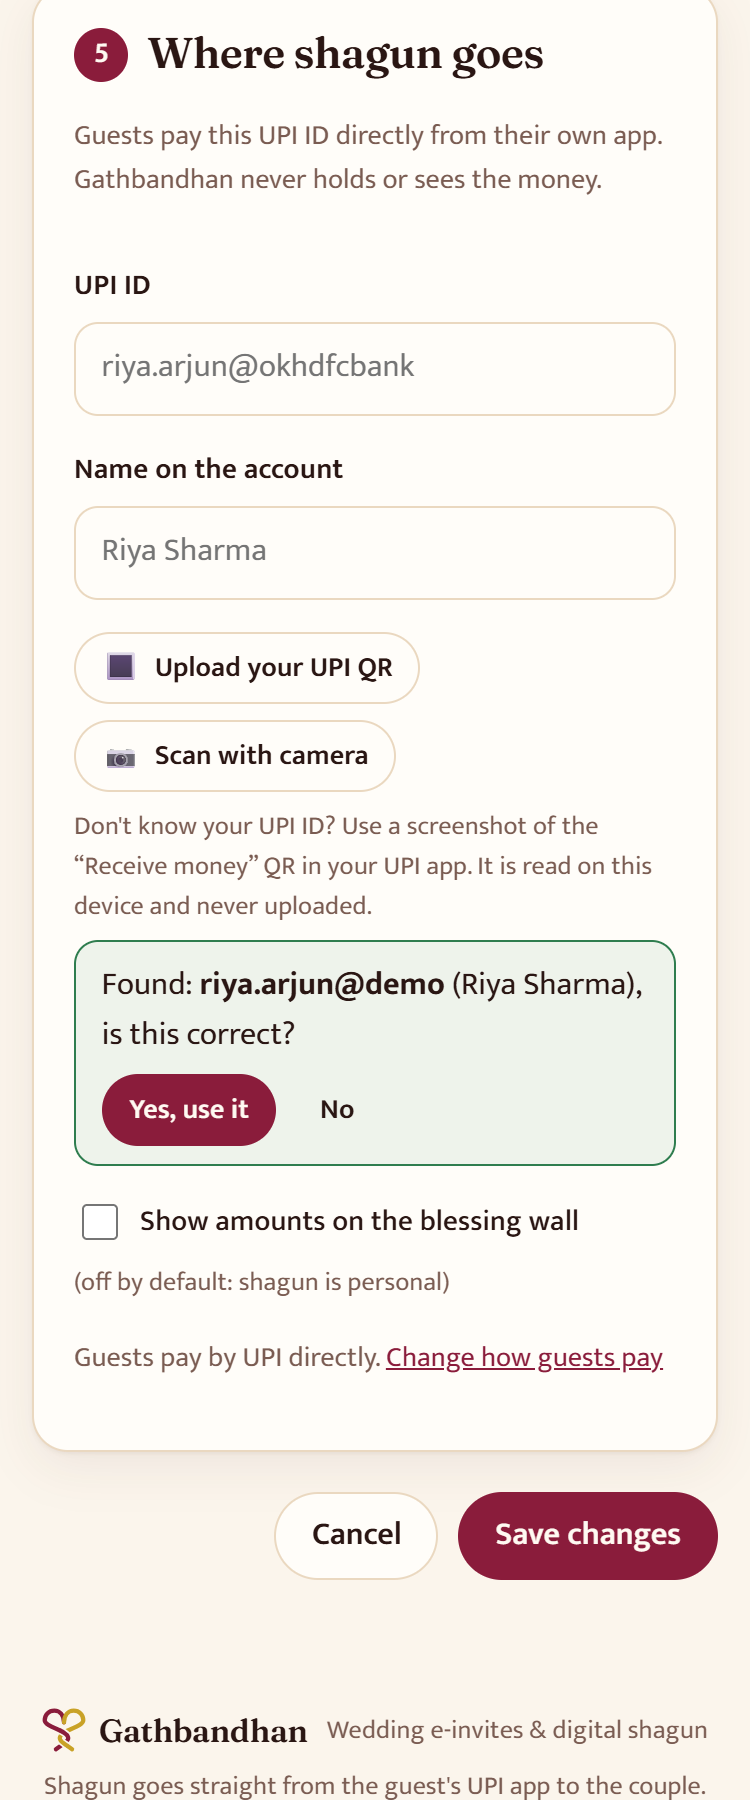 5 Where shagun goes
Guests pay this UPI ID directly from their own app.
Gathbandhan never holds or sees the money.
UPI ID
riya.arjun@okhdfcbank
Name on the account
Riya Sharma
Upload your UPI QR
Scan with camera
Don't know your UPI ID? Use a screenshot of the
“Receive money” QR in your UPI app. It is read on this
device and never uploaded.
Found: riya.arjun@demo (Riya Sharma),
is this correct?
Yes, use it No
Show amounts on the blessing wall
(off by default: shagun is personal)
Guests pay by UPI directly. Change how guests pay
Cancel Save changes
Gathbandhan Wedding e-invites & digital shagun
Shagun goes straight from the guest's UPI app to the couple.